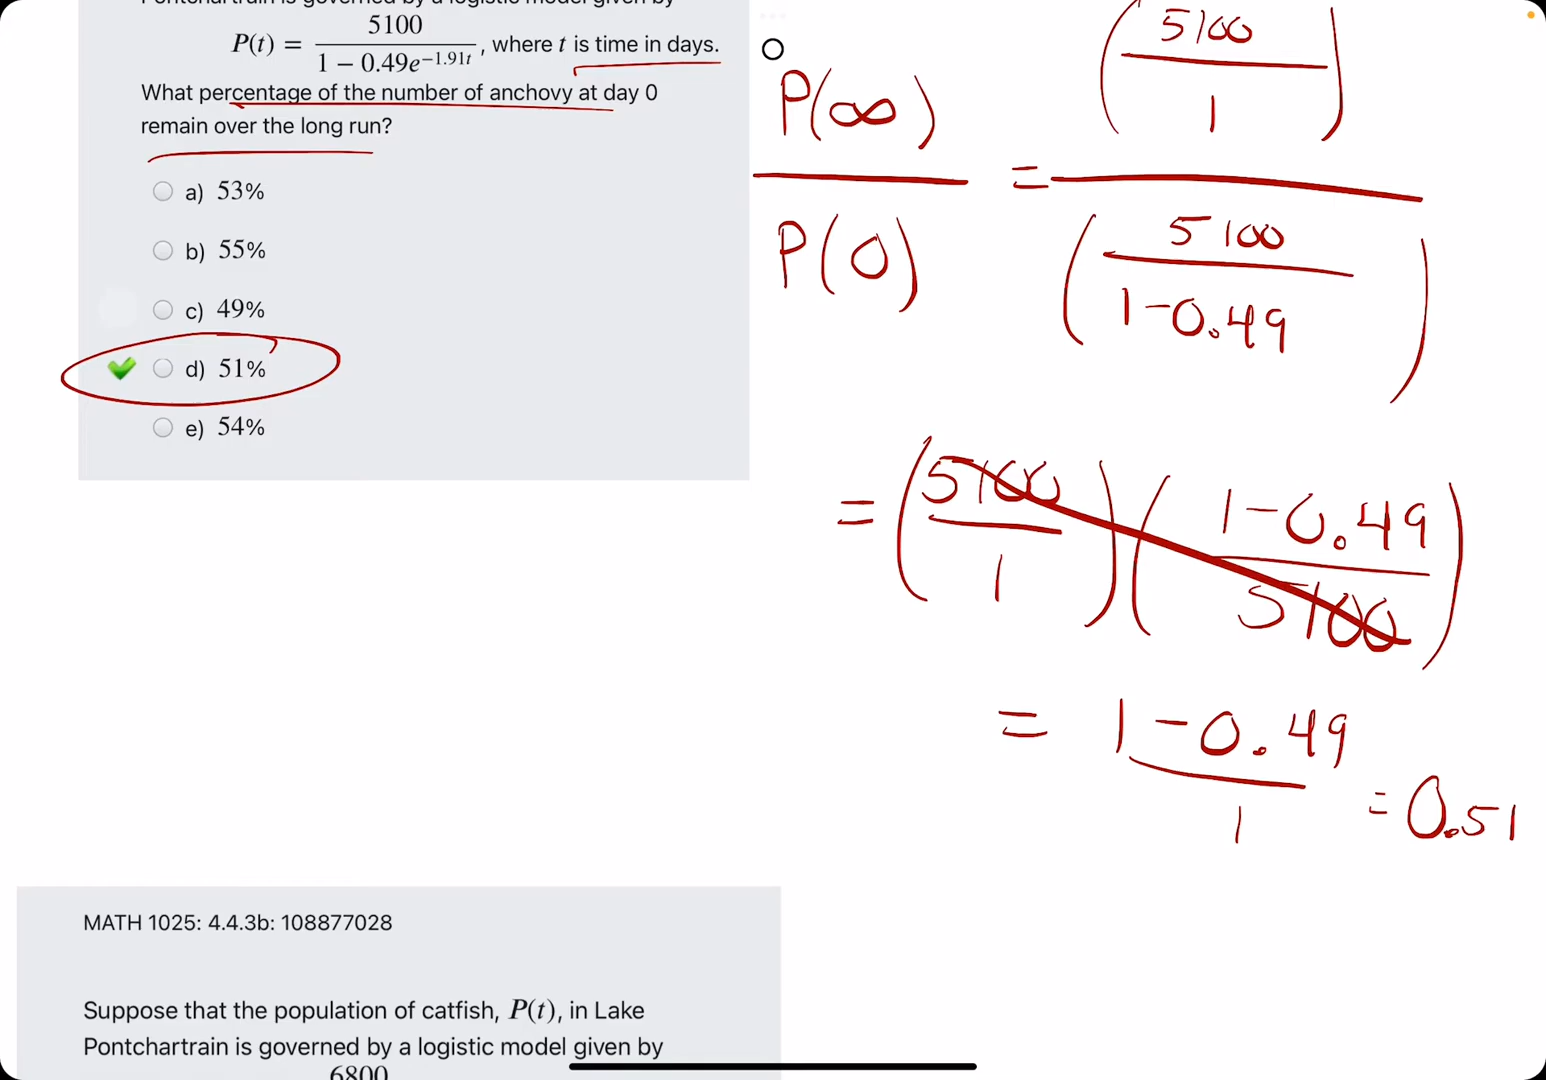 Pontchartrain is governed by a logistic model given by
P(t) = 5100 / (1 − 0.49e^−1.91t), where t is time in days.
What percentage of the number of anchovy at day 0
remain over the long run?
a) 53%
b) 55%
c) 49%
d) 51%
e) 54%
P(∞) / P(0) = (5100 / 1) / (5100 / 1-0.49)
= (5100 / 1) (1-0.49 / 5100)
= 1-0.49 / 1 = 0.51
MATH 1025: 4.4.3b: 108877028
Suppose that the population of catfish, P(t), in Lake
Pontchartrain is governed by a logistic model given by
6800